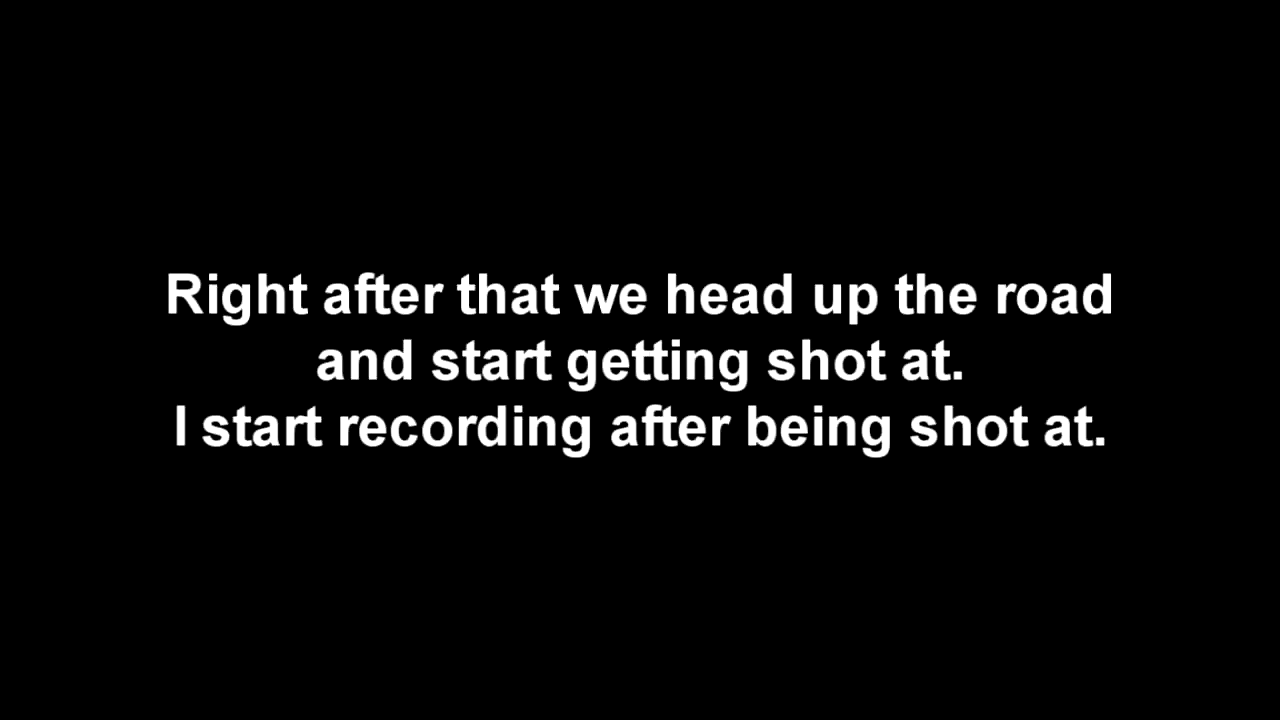 Right after that we head up the road
and start getting shot at.
I start recording after being shot at.